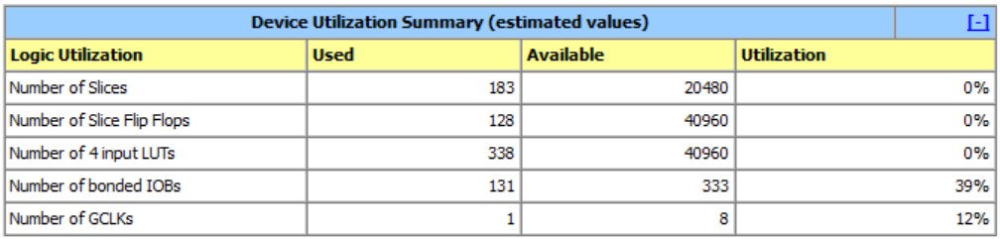 Device Utilization Summary (estimated values) [-]
Logic Utilization Used Available Utilization
Number of Slices 183 20480 0%
Number of Slice Flip Flops 128 40960 0%
Number of 4 input LUTs 338 40960 0%
Number of bonded IOBs 131 333 39%
Number of GCLKs 1 8 12%